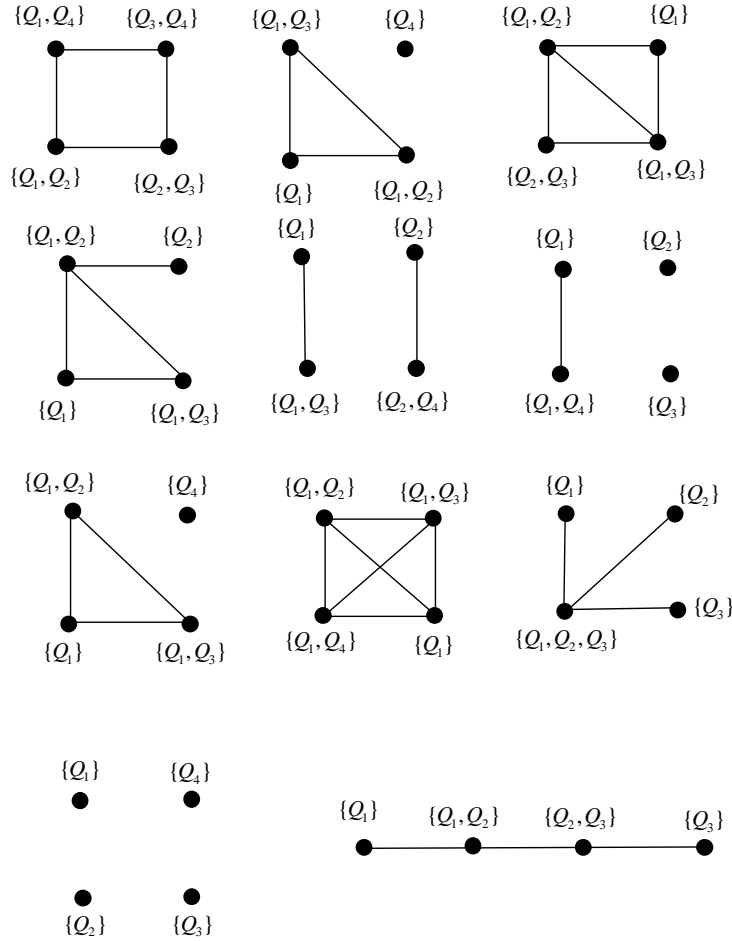 {Q₁,Q₄} {Q₃,Q₄} {Q₁,Q₃} {Q₄} {Q₁,Q₂} {Q₁}
{Q₁,Q₂} {Q₂,Q₃} {Q₁} {Q₁,Q₂} {Q₂,Q₃} {Q₁,Q₃}
{Q₁,Q₂} {Q₂} {Q₁} {Q₂} {Q₁} {Q₂}
{Q₁} {Q₁,Q₃} {Q₁,Q₃} {Q₂,Q₄} {Q₁,Q₄} {Q₃}
{Q₁,Q₂} {Q₄} {Q₁,Q₂} {Q₁,Q₃} {Q₁} {Q₂}
{Q₁} {Q₁,Q₃} {Q₁,Q₄} {Q₁} {Q₁,Q₂,Q₃} {Q₃}
{Q₁} {Q₄} {Q₁} {Q₁,Q₂} {Q₂,Q₃} {Q₃}
{Q₂} {Q₃}